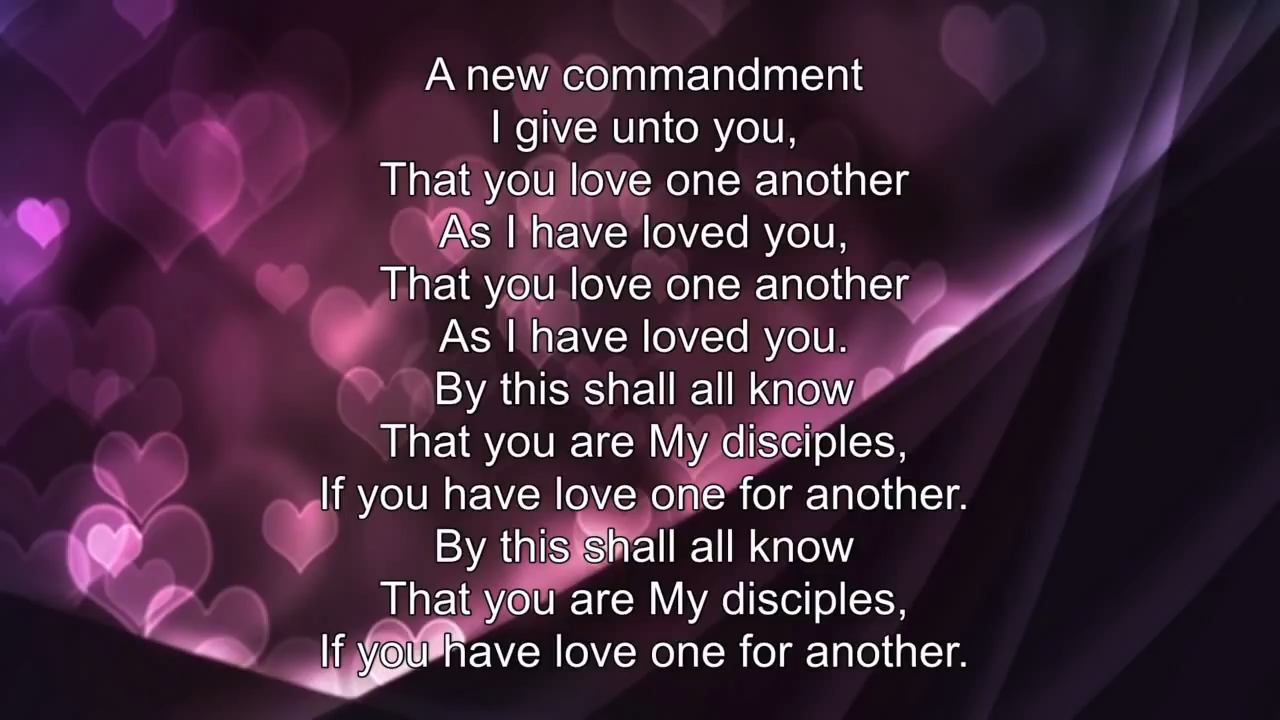 A new commandment
I give unto you,
That you love one another
As I have loved you,
That you love one another
As I have loved you.
By this shall all know
That you are My disciples,
If you have love one for another.
By this shall all know
That you are My disciples,
If you have love one for another.